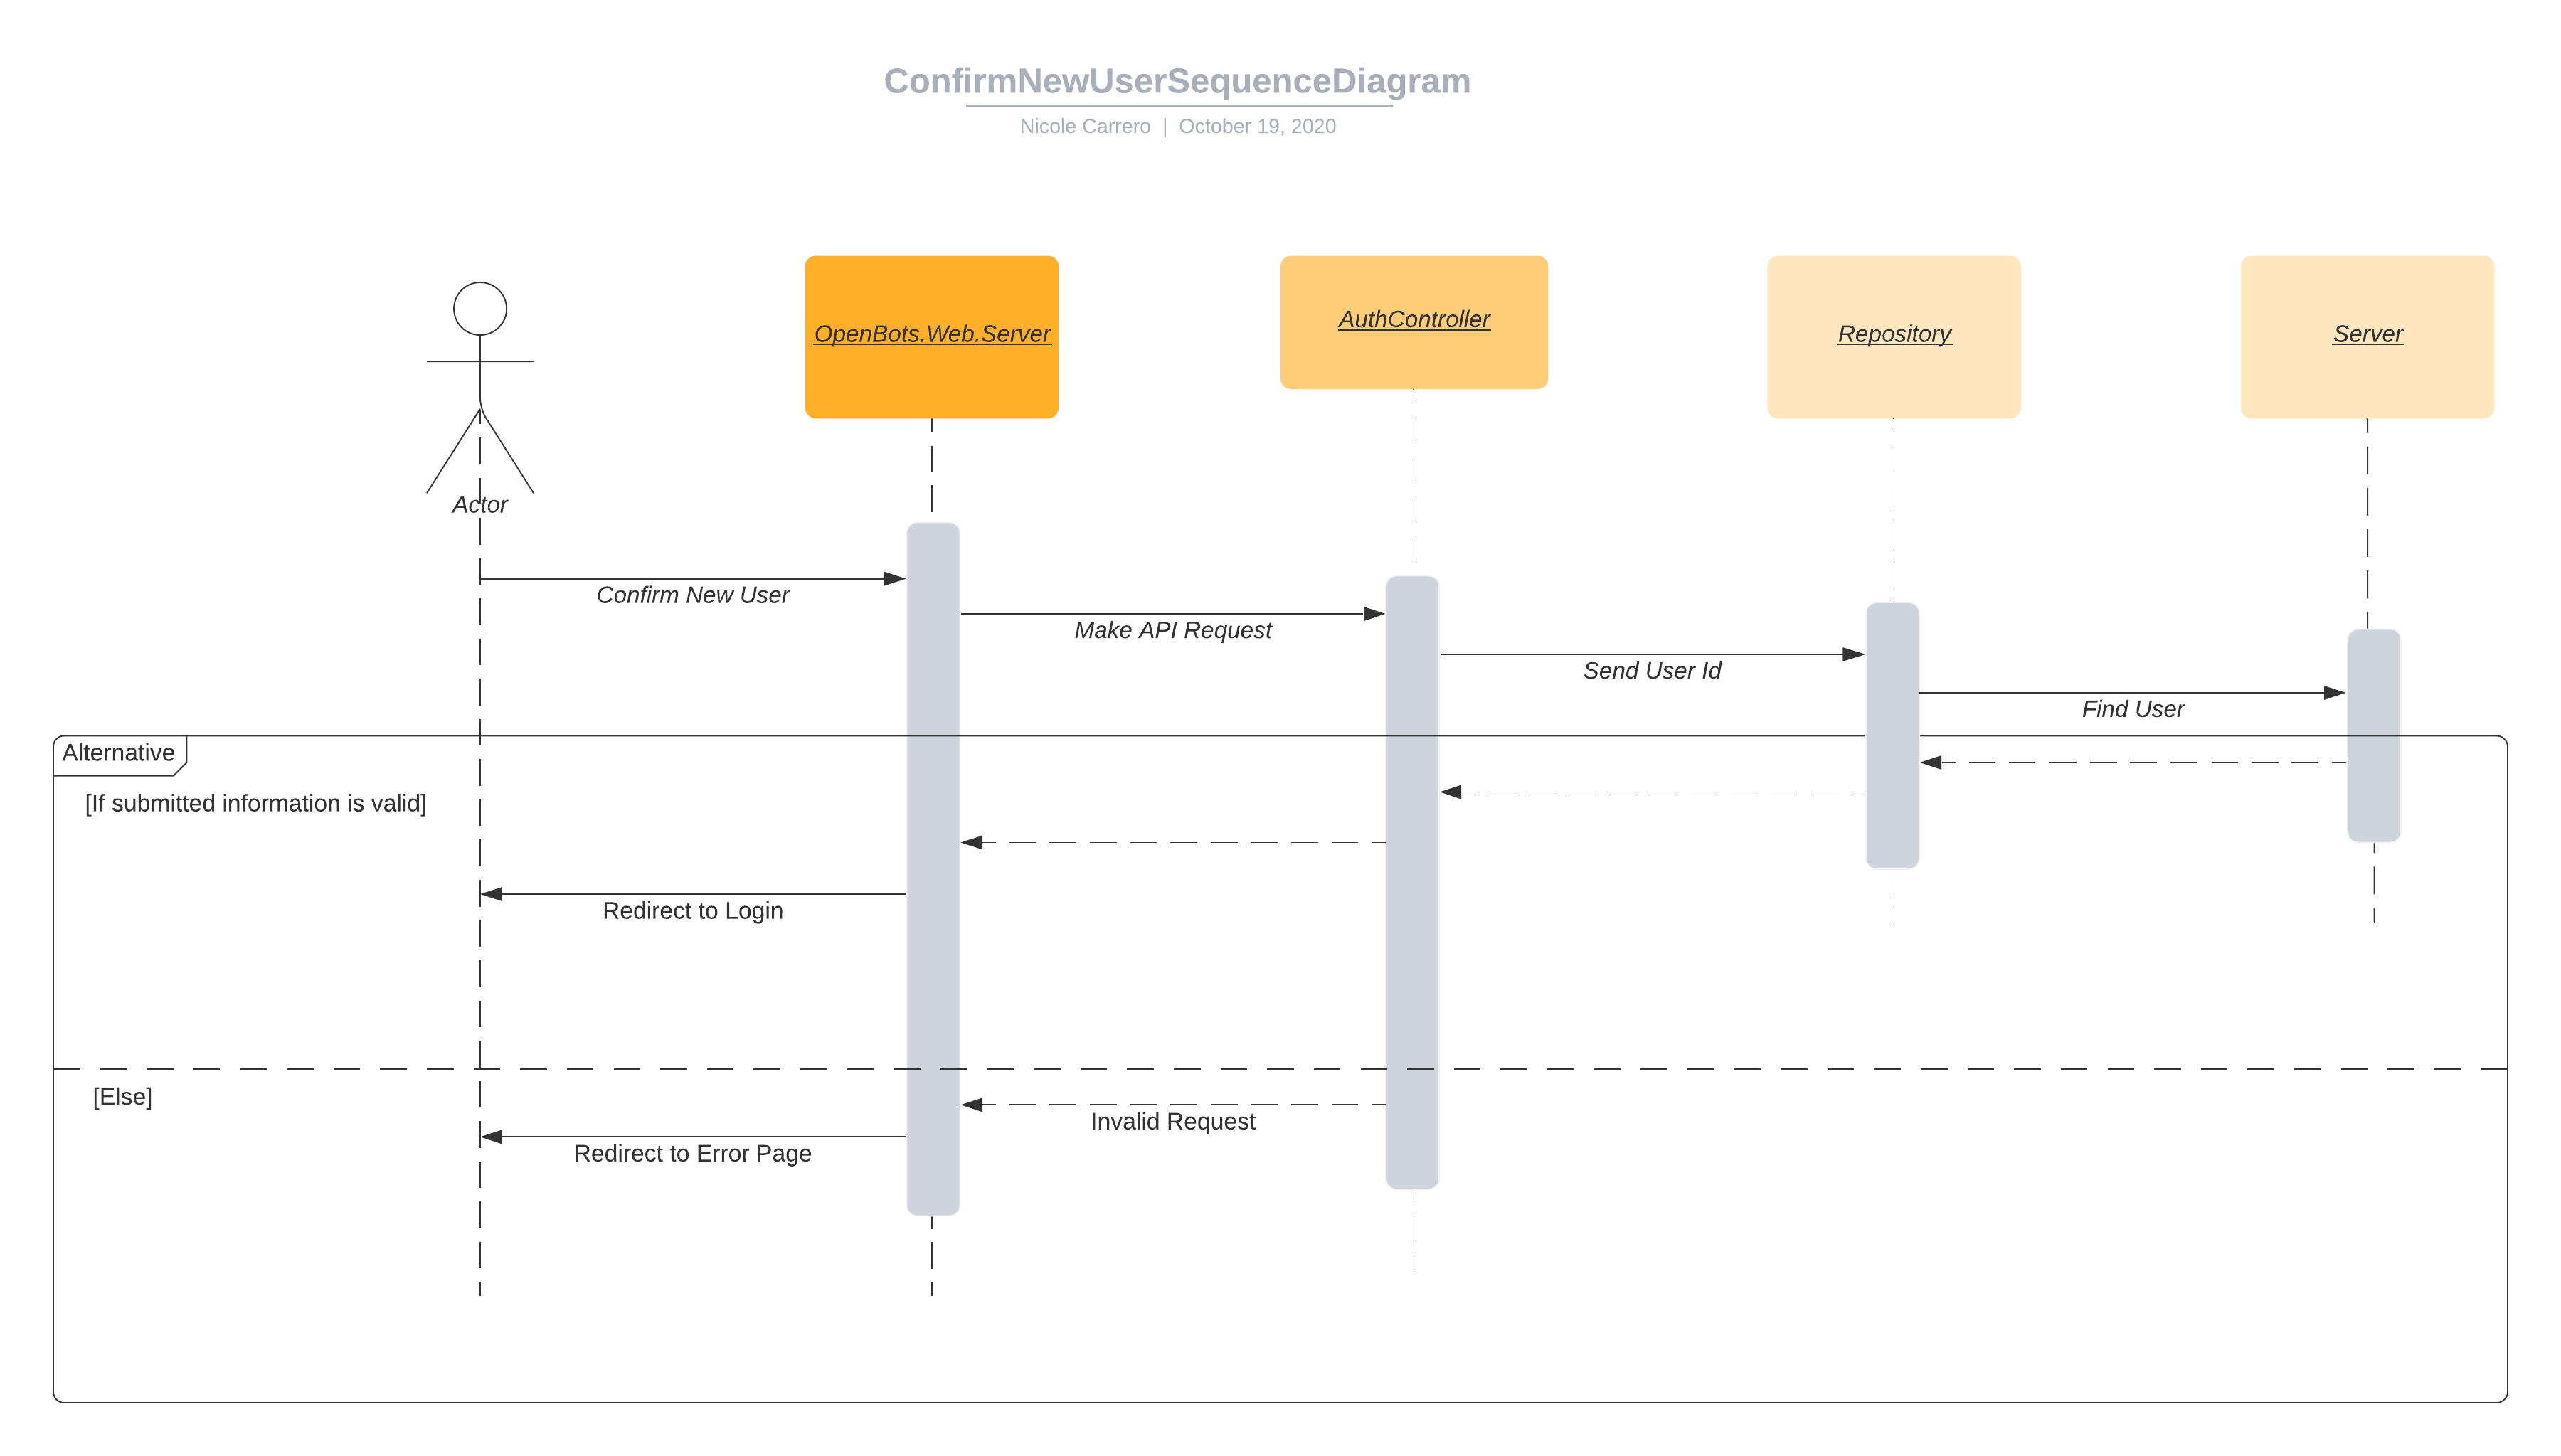 ConfirmNewUserSequenceDiagram
Nicole Carrero | October 19, 2020
OpenBots.Web.Server
AuthController
Repository
Server
Actor
Confirm New User
Make API Request
Send User Id
Find User
Alternative
[If submitted information is valid]
Redirect to Login
[Else]
Invalid Request
Redirect to Error Page